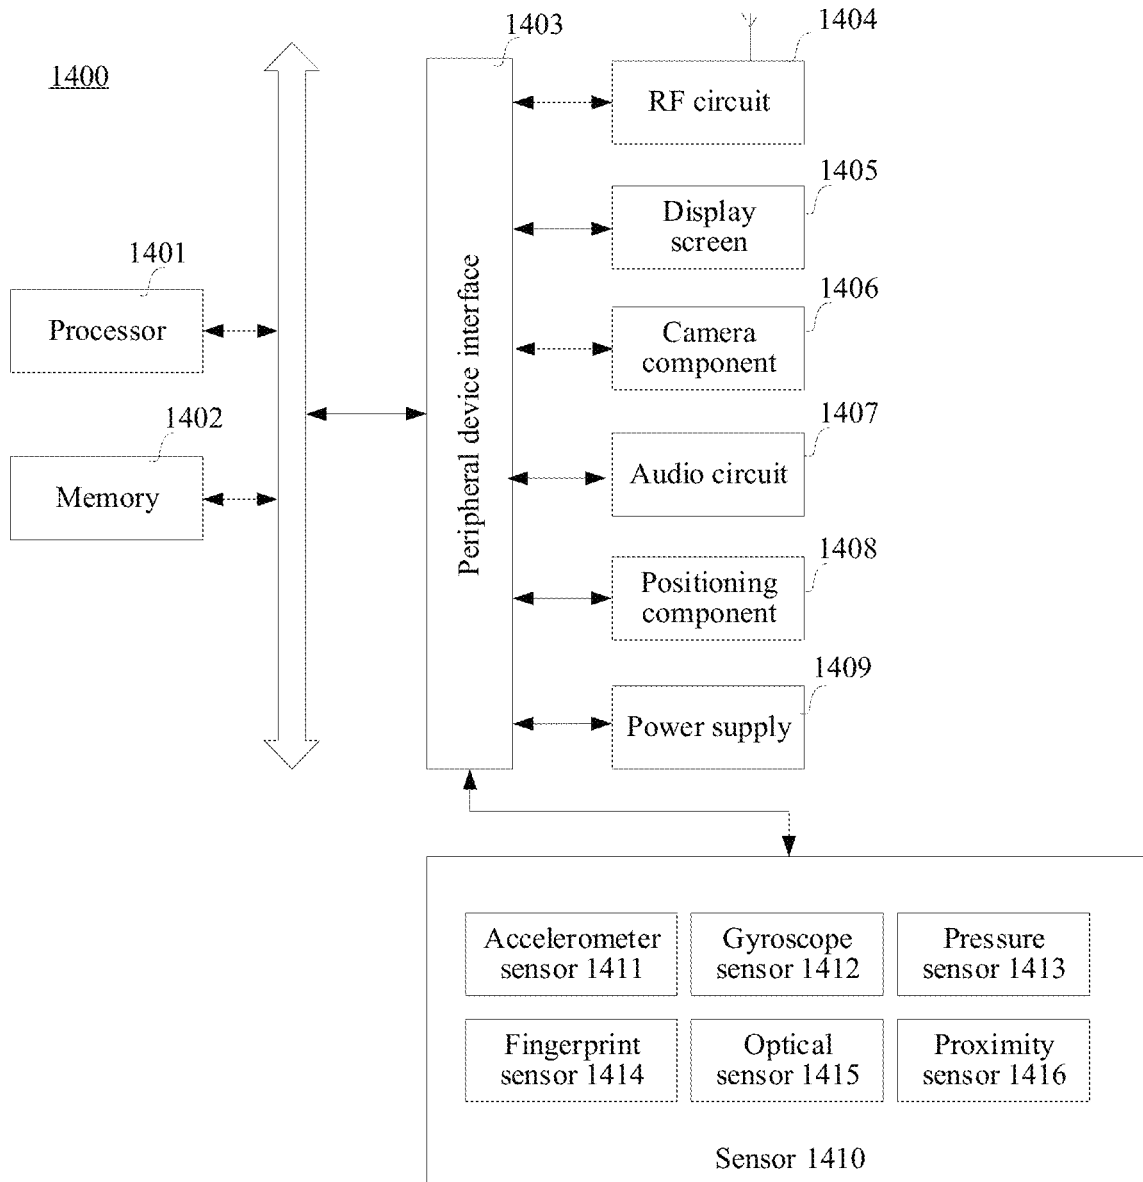 1400
1403
1404
RF circuit
1405
Display
screen
1401
Processor
1406
Camera
component
1402
Memory
Peripheral device interface
1407
Audio circuit
1408
Positioning
component
1409
Power supply
Accelerometer
sensor 1411
Gyroscope
sensor 1412
Pressure
sensor 1413
Fingerprint
sensor 1414
Optical
sensor 1415
Proximity
sensor 1416
Sensor 1410